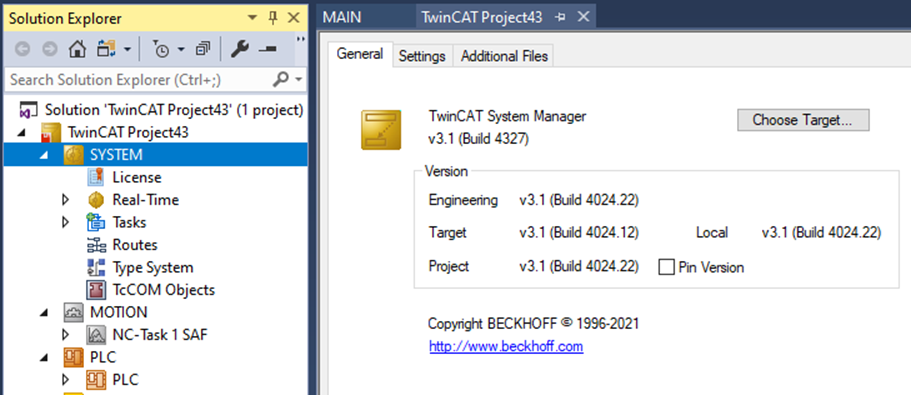 Solution Explorer
Search Solution Explorer (Ctrl+;)
Solution 'TwinCAT Project43' (1 project)
TwinCAT Project43
SYSTEM
License
Real-Time
Tasks
Routes
Type System
TcCOM Objects
MOTION
NC-Task 1 SAF
PLC
PLC
MAIN
TwinCAT Project43
General
Settings
Additional Files
TwinCAT System Manager
v3.1 (Build 4327)
Choose Target...
Version
Engineering v3.1 (Build 4024.22)
Target v3.1 (Build 4024.12) Local v3.1 (Build 4024.22)
Project v3.1 (Build 4024.22) Pin Version
Copyright BECKHOFF © 1996-2021
http://www.beckhoff.com